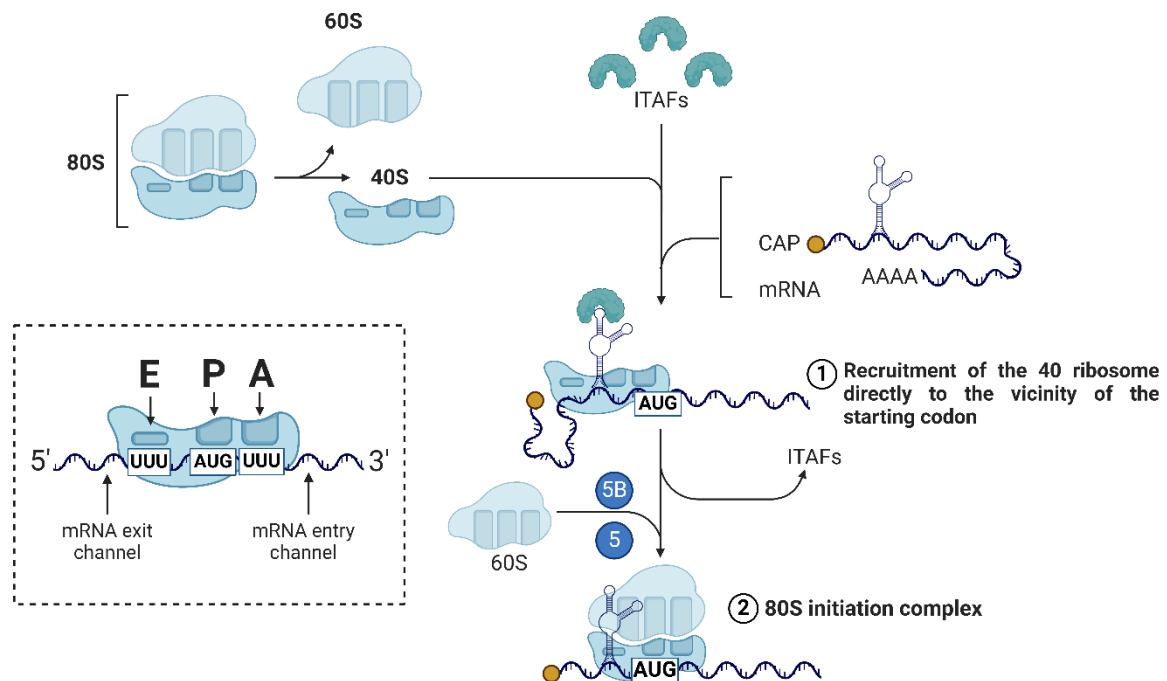 60S
ITAFs
80S
40S
CAP
mRNA
AAAA
E P A
5' UUU AUG UUU 3'
mRNA exit
channel
mRNA entry
channel
AUG
1 Recruitment of the 40 ribosome
directly to the vicinity of the
starting codon
ITAFs
5B
5
60S
2 80S initiation complex
AUG